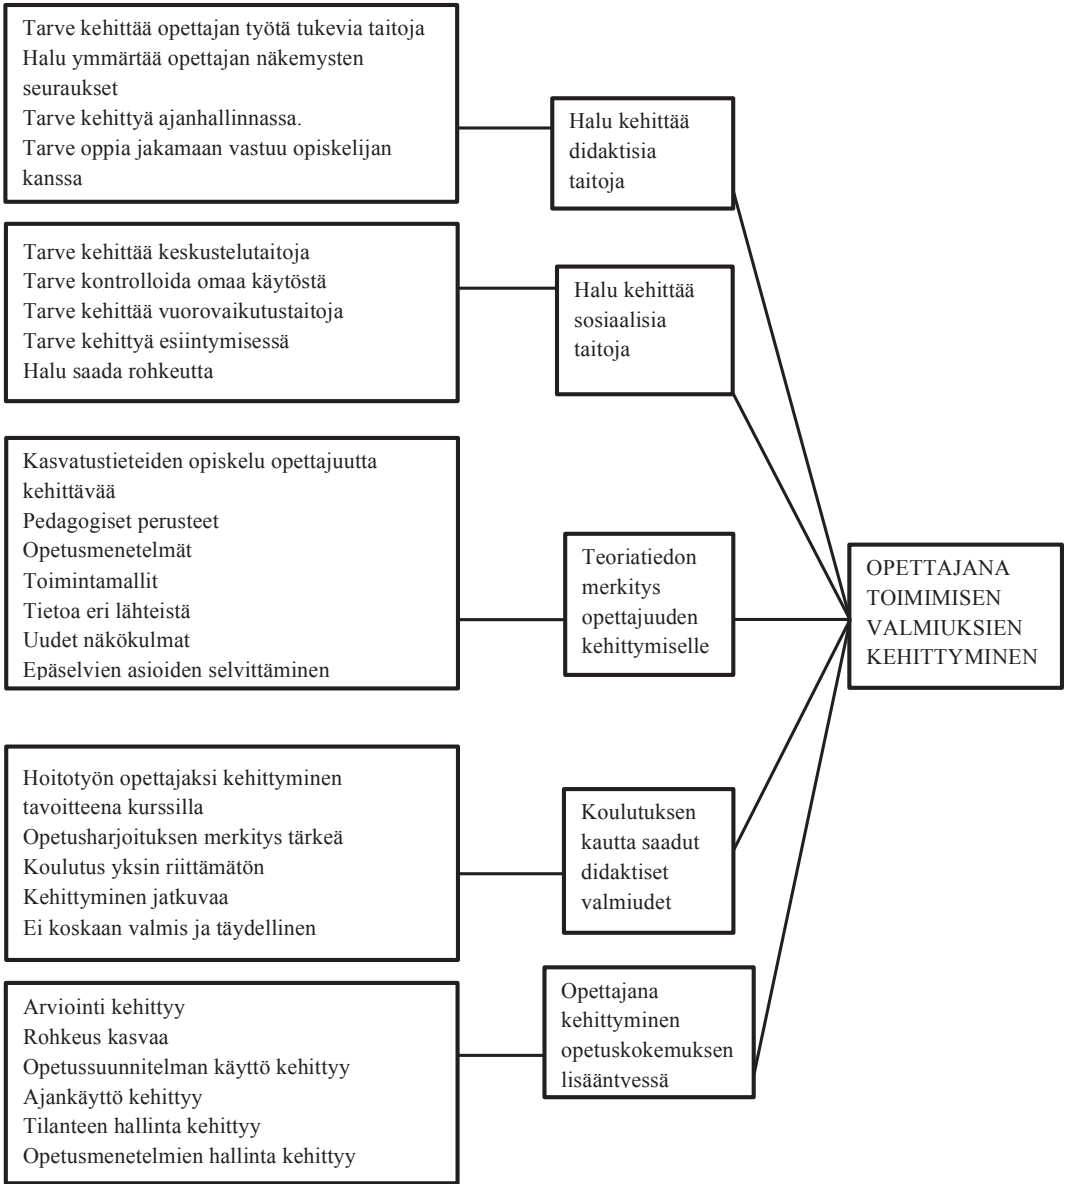 Tarve kehittää opettajan työtä tukevia taitoja
Halu ymmärtää opettajan näkemysten
seuraukset
Tarve kehittyä ajanhallinnassa.
Tarve oppia jakamaan vastuu opiskelijan
kanssa
Halu kehittää
didaktisia
taitoja
Tarve kehittää keskustelutaitoja
Tarve kontrolloida omaa käytöstä
Tarve kehittää vuorovaikutustaitoja
Tarve kehittyä esiintymisessä
Halu saada rohkeutta
Halu kehittää
sosiaalisia
taitoja
Kasvatustieteiden opiskelu opettajuutta
kehittävää
Pedagogiset perusteet
Opetusmenetelmät
Toimintamallit
Tietoa eri lähteistä
Uudet näkökulmat
Epäselvien asioiden selvittäminen
Teoriatiedon
merkitys
opettajuuden
kehittymiselle
OPETTAJANA
TOIMIMISEN
VALMIUKSIEN
KEHITTYMINEN
Hoitotyön opettajaksi kehittyminen
tavoitteena kurssilla
Opetusharjoituksen merkitys tärkeä
Koulutus yksin riittämätön
Kehittyminen jatkuvaa
Ei koskaan valmis ja täydellinen
Koulutuksen
kautta saadut
didaktiset
valmiudet
Arviointi kehittyy
Rohkeus kasvaa
Opetussuunnitelman käyttö kehittyy
Ajankäyttö kehittyy
Tilanteen hallinta kehittyy
Opetusmenetelmien hallinta kehittyy
Opettajana
kehittyminen
opetuskokemuksen
lisääntyessä